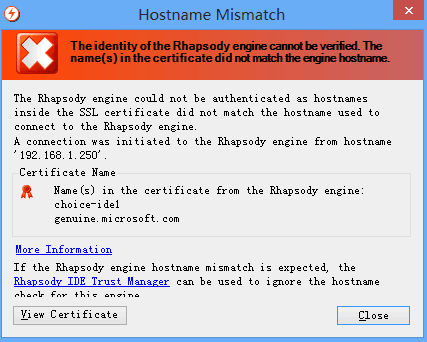 Hostname Mismatch
The identity of the Rhapsody engine cannot be verified. The
name(s) in the certificate did not match the engine hostname.
The Rhapsody engine could not be authenticated as hostnames
inside the SSL certificate did not match the hostname used to
connect to the Rhapsody engine.
A connection was initiated to the Rhapsody engine from hostname
'192.168.1.250'.
Certificate Name
Name(s) in the certificate from the Rhapsody engine:
choice-ide1
genuine.microsoft.com
More Information
If the Rhapsody engine hostname mismatch is expected, the
Rhapsody IDE Trust Manager can be used to ignore the hostname
check for this engine
View Certificate
Close